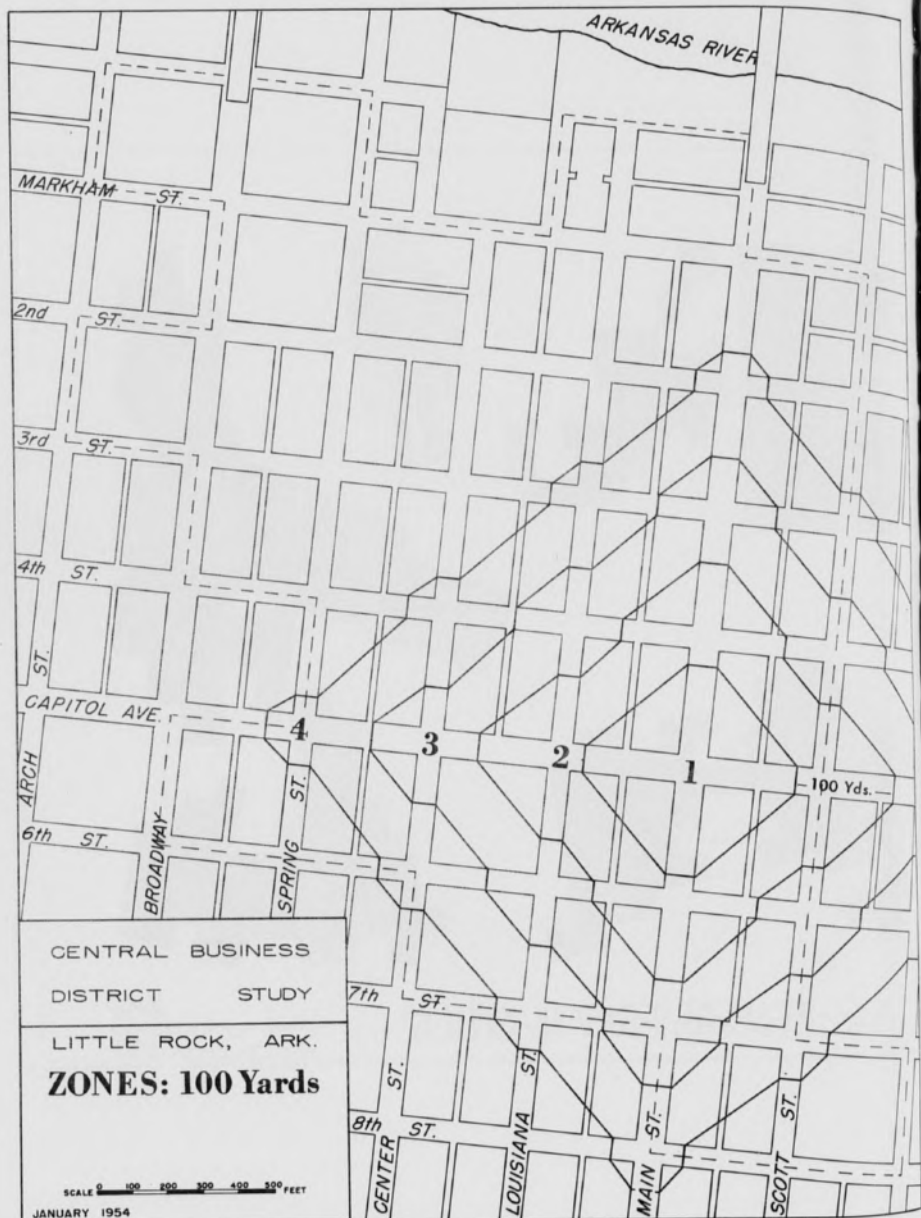 ARKANSAS RIVER
MARKHAM ST.
2nd ST.
3rd ST.
4th ST.
ST.
CAPITOL AVE.
4
3
2
1
100 Yds.
ARCH
6th ST.
BROADWAY
SPRING
ST.
CENTRAL BUSINESS
DISTRICT STUDY
LITTLE ROCK, ARK.
ZONES: 100 Yards
SCALE 0 100 200 300 400 500 FEET
JANUARY 1954
7th ST.
8th ST.
CENTER ST.
LOUISIANA ST.
MAIN ST.
SCOTT ST.